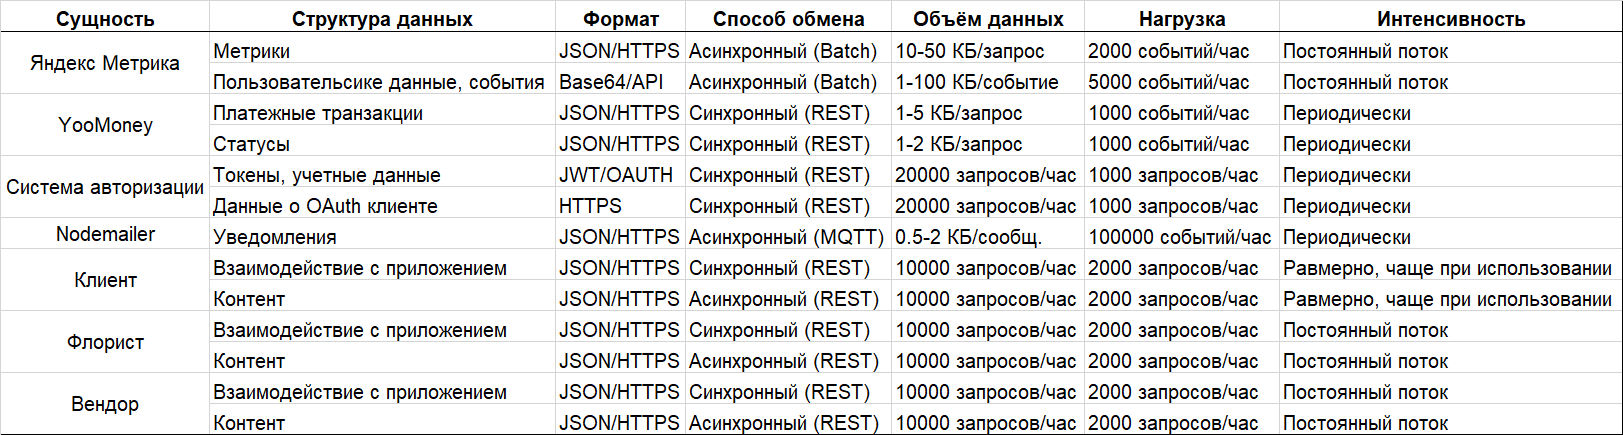 Сущность Структура данных Формат Способ обмена Объём данных Нагрузка Интенсивность
Яндекс Метрика Метрики JSON/HTTPS Асинхронный (Batch) 10-50 КБ/запрос 2000 событий/час Постоянный поток
Пользовательсике данные, события Base64/API Асинхронный (Batch) 1-100 КБ/событие 5000 событий/час Постоянный поток
YooMoney Платежные транзакции JSON/HTTPS Синхронный (REST) 1-5 КБ/запрос 1000 событий/час Периодически
Статусы JSON/HTTPS Синхронный (REST) 1-2 КБ/запрос 1000 событий/час Периодически
Система авторизации Токены, учетные данные JWT/OAUTH Синхронный (REST) 20000 запросов/час 1000 запросов/час Периодически
Данные о OAuth клиенте HTTPS Синхронный (REST) 20000 запросов/час 1000 запросов/час Периодически
Nodemailer Уведомления JSON/HTTPS Асинхронный (MQTT) 0.5-2 КБ/сообщ. 100000 событий/час Периодически
Клиент Взаимодействие с приложением JSON/HTTPS Синхронный (REST) 10000 запросов/час 2000 запросов/час Равмерно, чаще при использовании
Контент JSON/HTTPS Асинхронный (REST) 10000 запросов/час 2000 запросов/час Равмерно, чаще при использовании
Флорист Взаимодействие с приложением JSON/HTTPS Синхронный (REST) 10000 запросов/час 2000 запросов/час Постоянный поток
Контент JSON/HTTPS Асинхронный (REST) 10000 запросов/час 2000 запросов/час Постоянный поток
Вендор Взаимодействие с приложением JSON/HTTPS Синхронный (REST) 10000 запросов/час 2000 запросов/час Постоянный поток
Контент JSON/HTTPS Асинхронный (REST) 10000 запросов/час 2000 запросов/час Постоянный поток